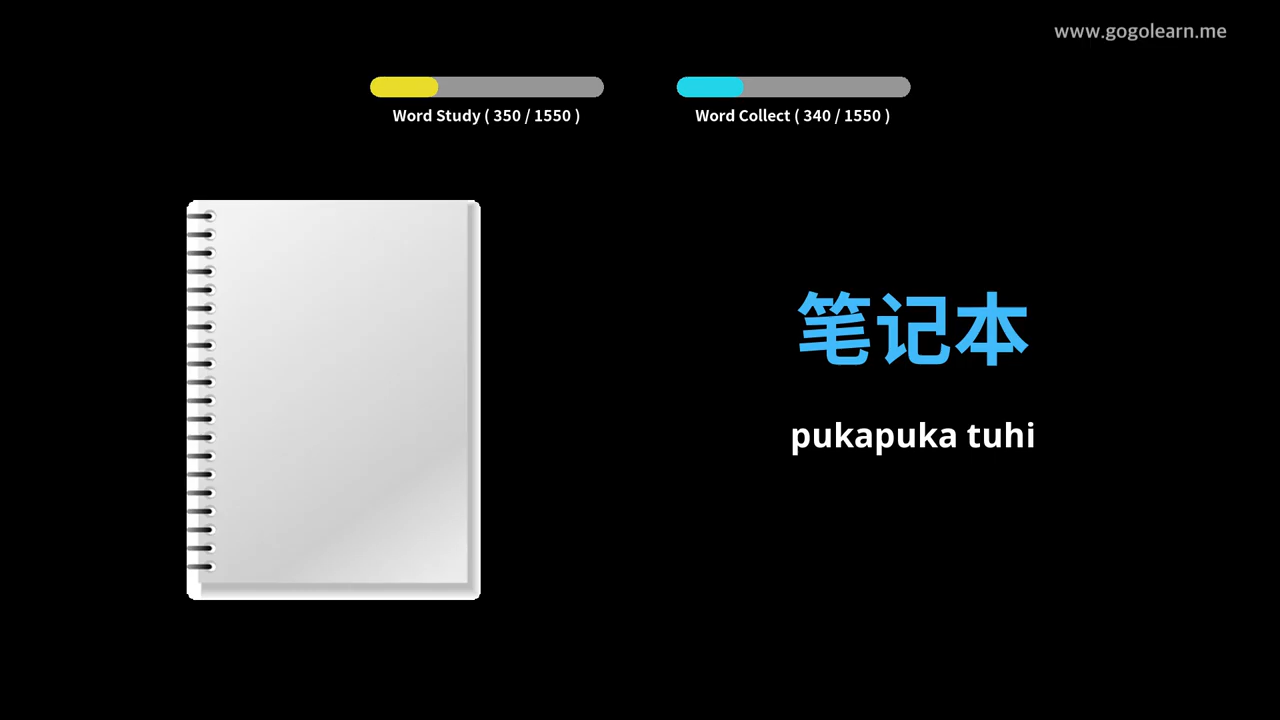 www.gogolearn.me
Word Study ( 350 / 1550 )
Word Collect ( 340 / 1550 )
笔记本
pukapuka tuhi